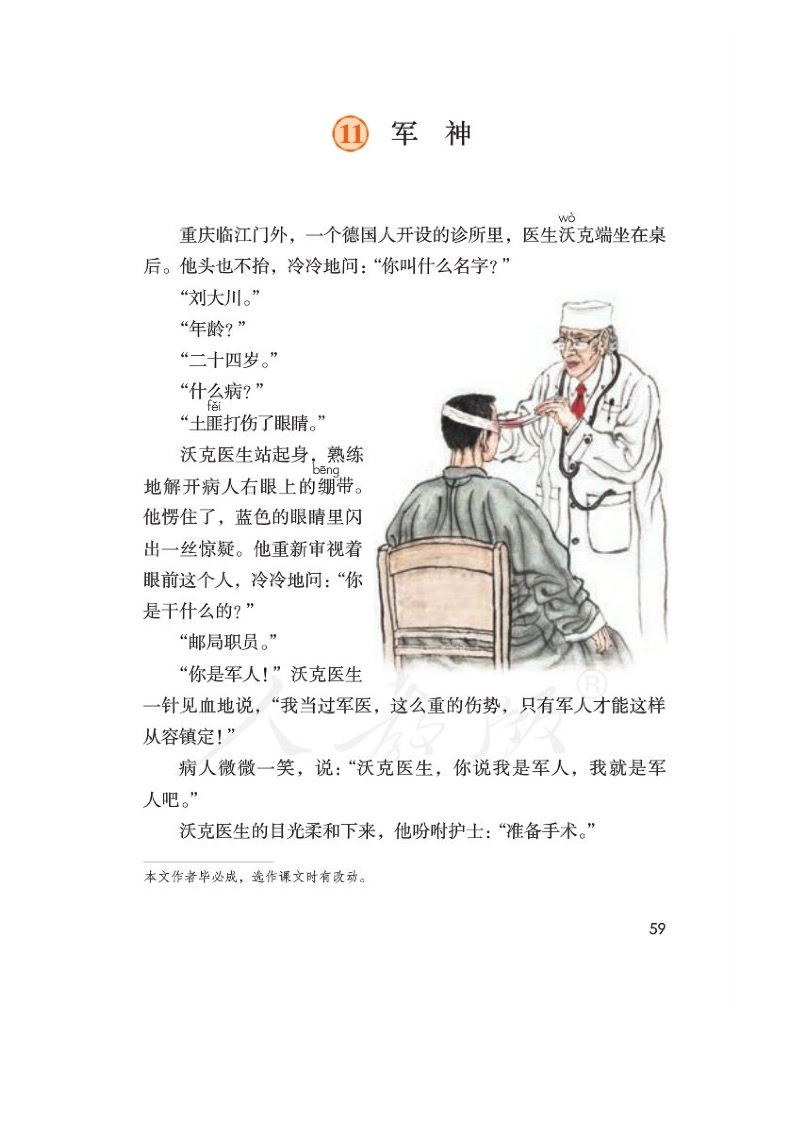 11 军 神
wò
重庆临江门外，一个德国人开设的诊所里，医生沃克端坐在桌
后。他头也不抬，冷冷地问：“你叫什么名字？”
“刘大川。”
“年龄？”
“二十四岁。”
“什么病？”
fěi
“土匪打伤了眼睛。”
沃克医生站起身，熟练
bēng
地解开病人右眼上的绷带。
他愣住了，蓝色的眼睛里闪
出一丝惊疑。他重新审视着
眼前这个人，冷冷地问：“你
是干什么的？”
“邮局职员。”
“你是军人！”沃克医生
一针见血地说，“我当过军医，这么重的伤势，只有军人才能这样
从容镇定！”
病人微微一笑，说：“沃克医生，你说我是军人，我就是军
人吧。”
沃克医生的目光柔和下来，他吩咐护士：“准备手术。”
本文作者毕必成，选作课文时有改动。
59
人教版®